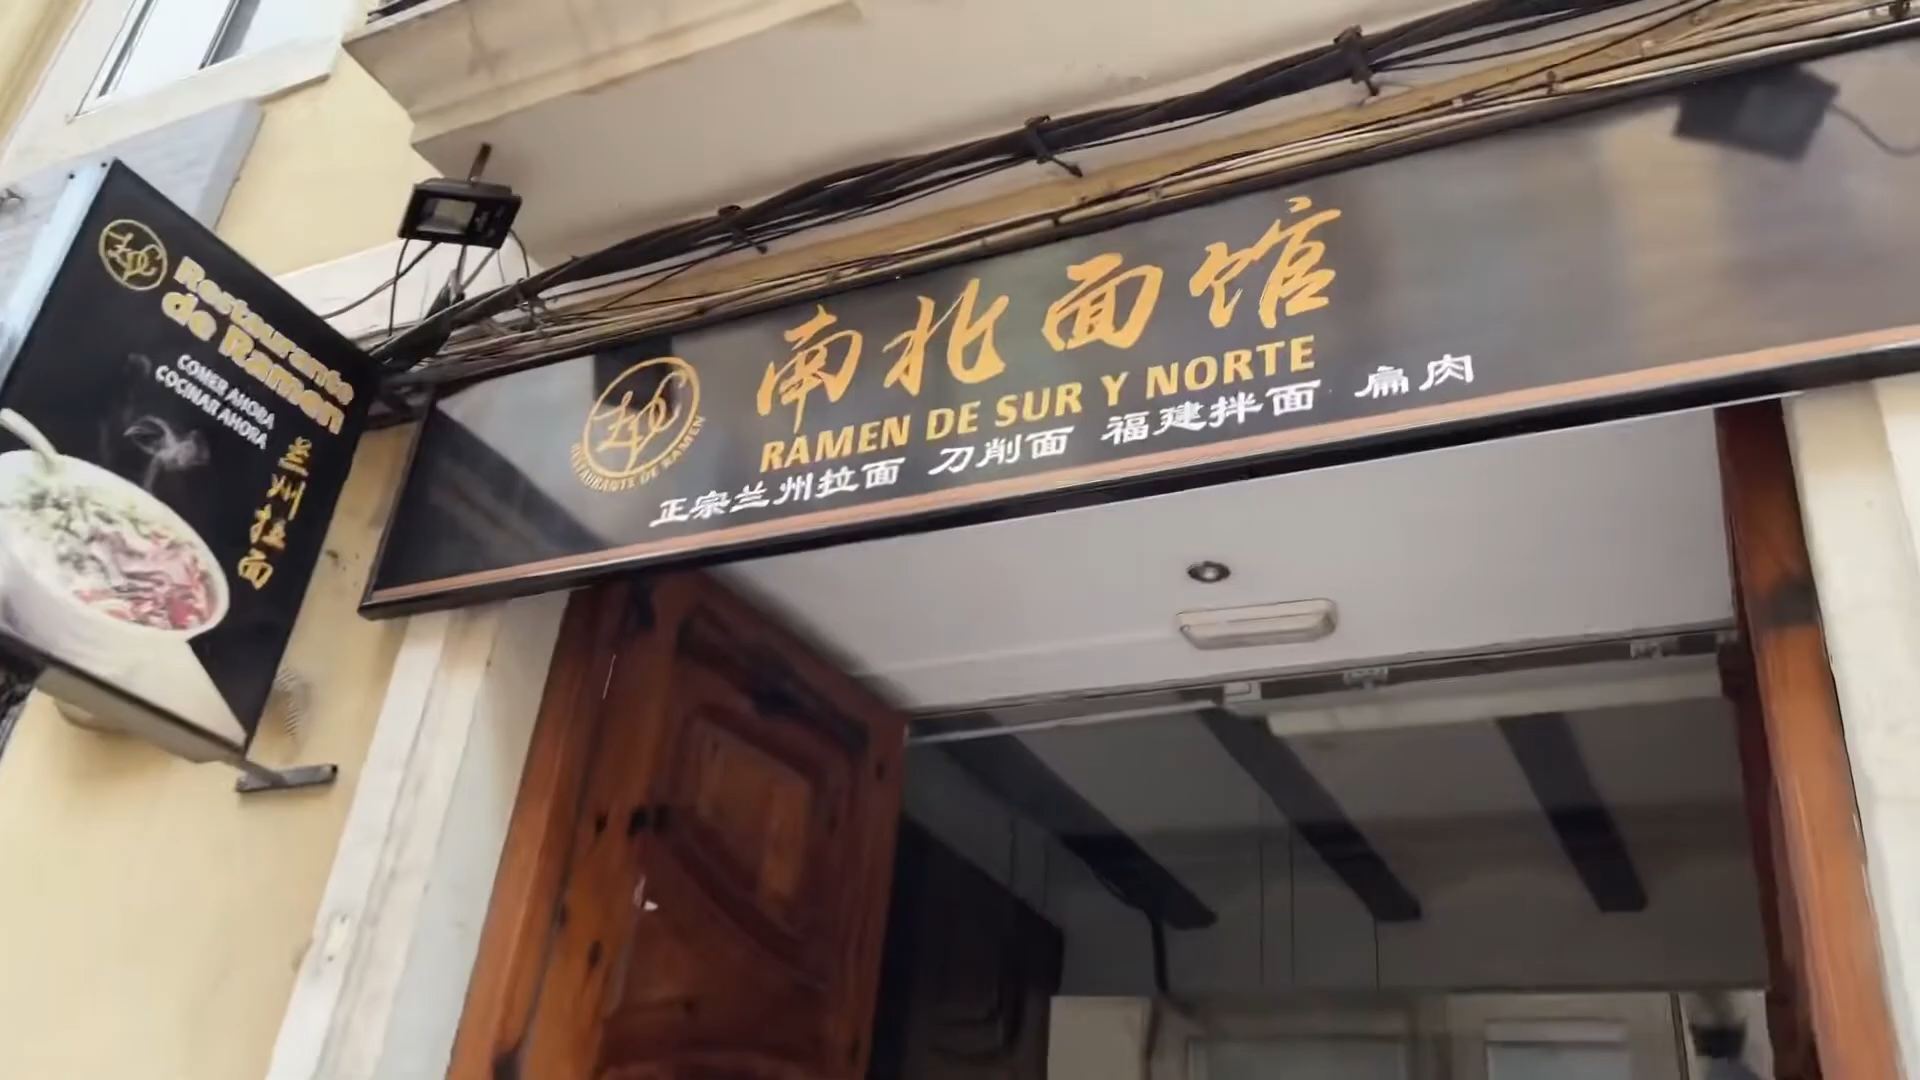 Restaurante
de Ramen
COMER AHORA
COCINAR AHORA
兰州拉面
南北面馆
RAMEN DE SUR Y NORTE
RESTAURANTE DE RAMEN
正宗兰州拉面 刀削面 福建拌面 扁肉